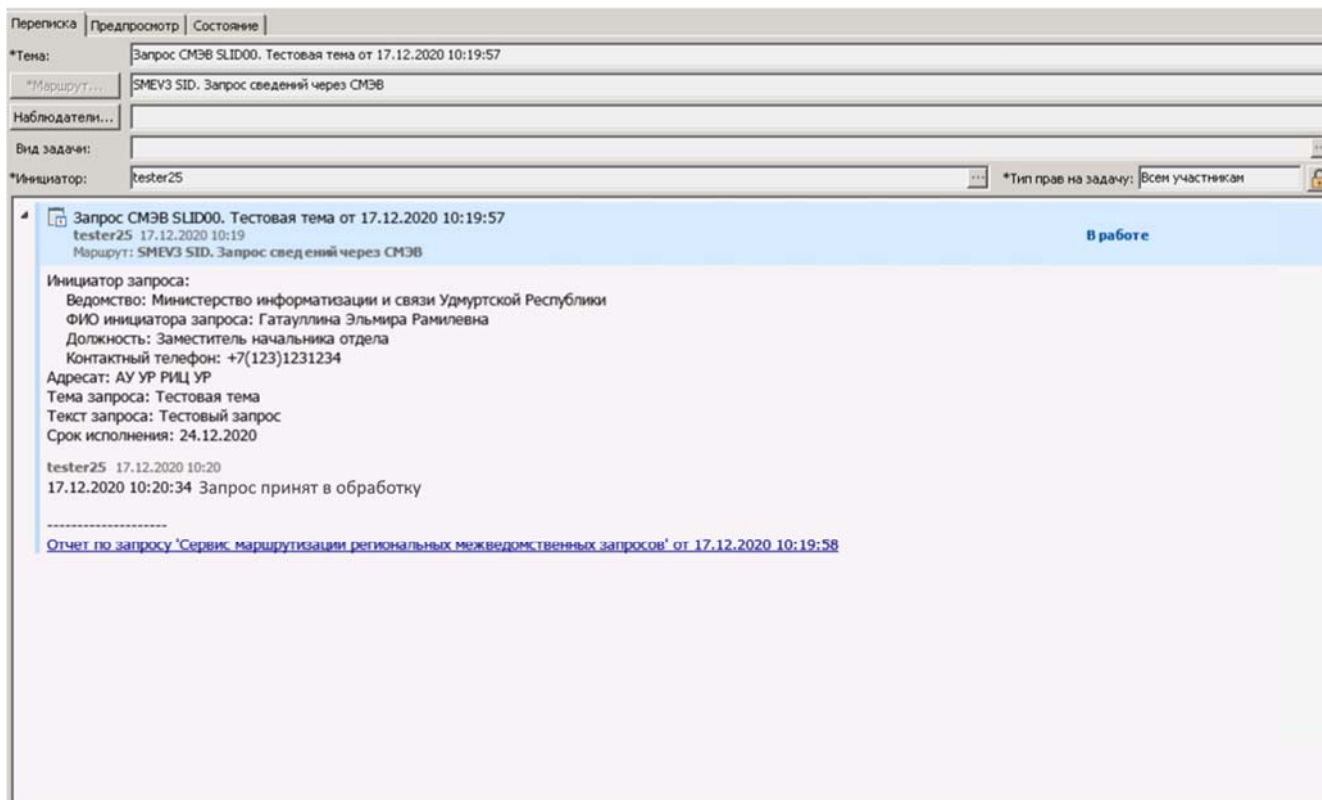 Переписка Предпросмотр Состояние
*Тема: Запрос СМЭВ SLID00. Тестовая тема от 17.12.2020 10:19:57
*Маршрут... SMEV3 SID. Запрос сведений через СМЭВ
Наблюдатели...
Вид задачи: ...
*Инициатор: tester25 ... *Тип прав на задачу: Всем участникам
Запрос СМЭВ SLID00. Тестовая тема от 17.12.2020 10:19:57
tester25 17.12.2020 10:19 В работе
Маршрут: SMEV3 SID. Запрос сведений через СМЭВ
Инициатор запроса:
Ведомство: Министерство информатизации и связи Удмуртской Республики
ФИО инициатора запроса: Гатауллина Эльмира Рамилевна
Должность: Заместитель начальника отдела
Контактный телефон: +7(123)1231234
Адресат: АУ УР РИЦ УР
Тема запроса: Тестовая тема
Текст запроса: Тестовый запрос
Срок исполнения: 24.12.2020
tester25 17.12.2020 10:20
17.12.2020 10:20:34 Запрос принят в обработку
--------------------
Отчет по запросу 'Сервис маршрутизации региональных межведомственных запросов' от 17.12.2020 10:19:58